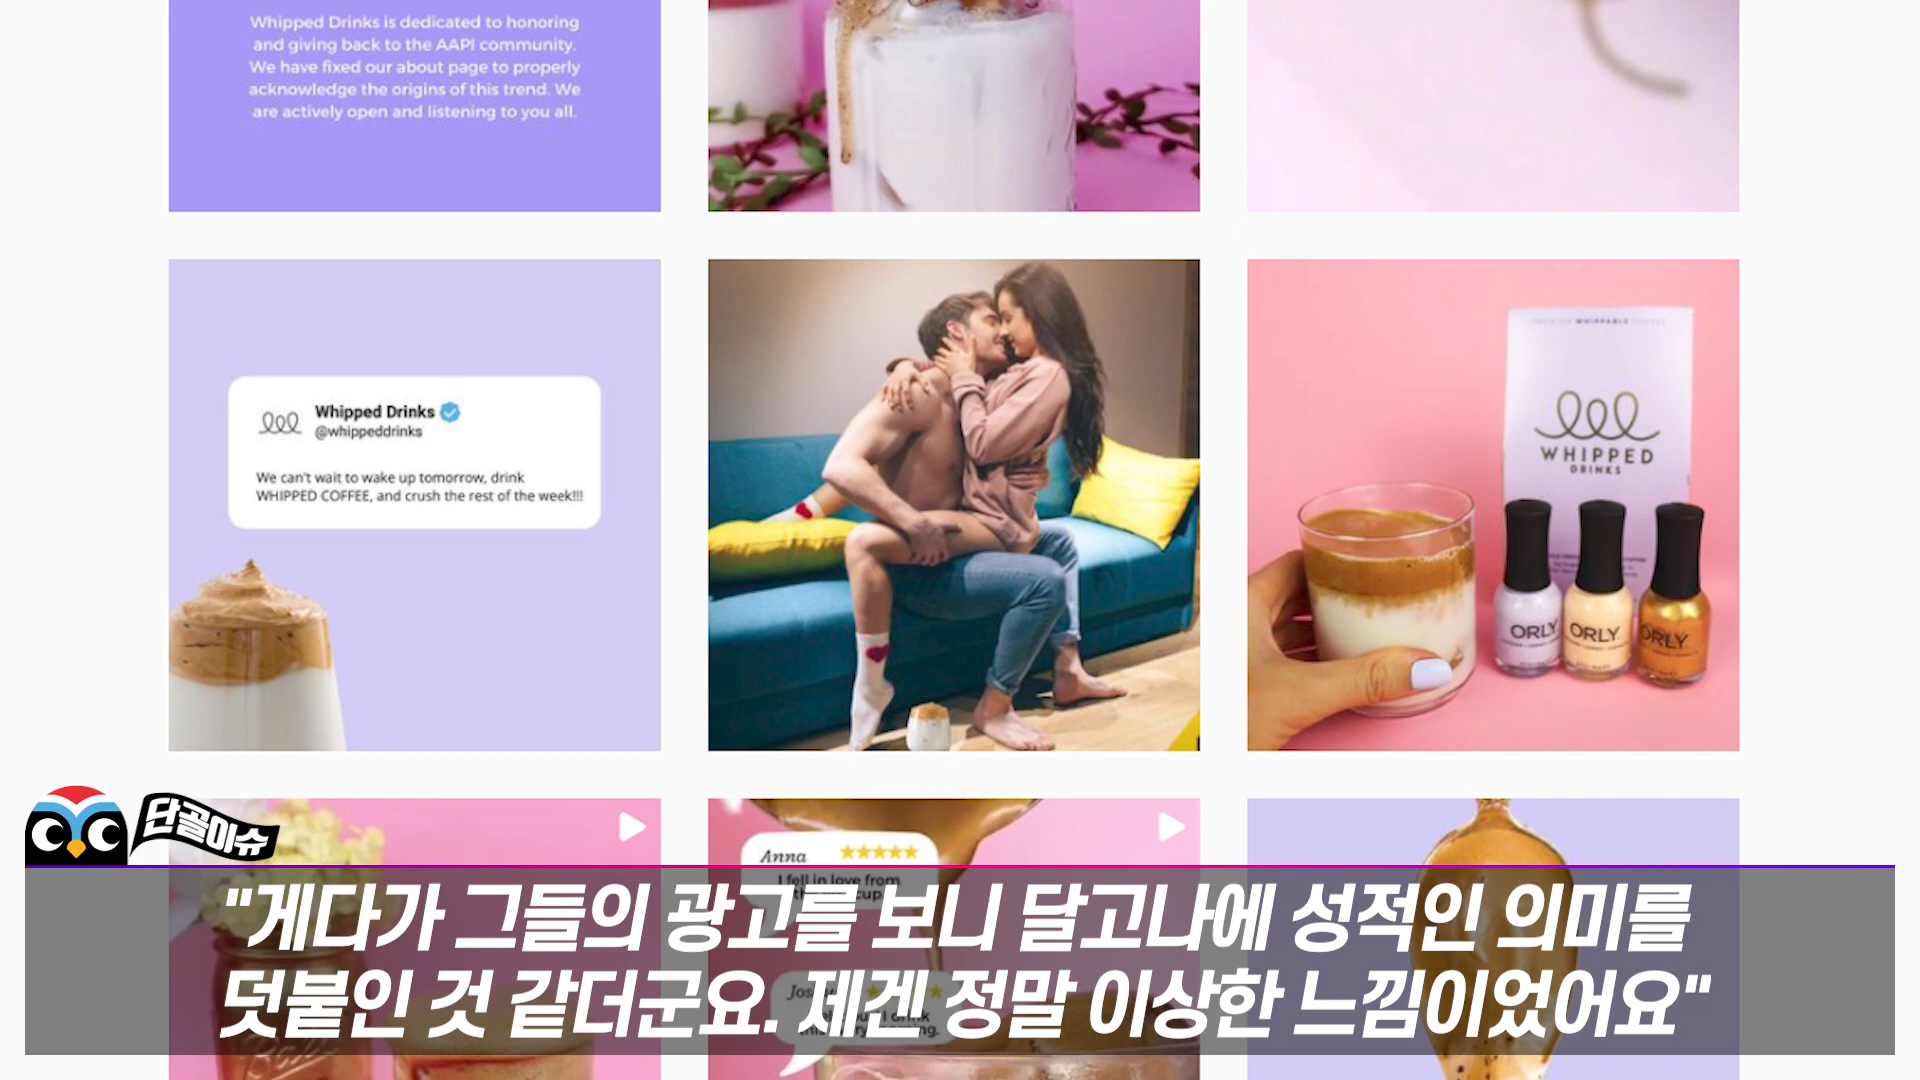 Whipped Drinks is dedicated to honoring
and giving back to the AAPI community.
We have fixed our about page to properly
acknowledge the origins of this trend. We
are actively open and listening to you all.
Whipped Drinks
@whippeddrinks
We can't wait to wake up tomorrow, drink
WHIPPED COFFEE, and crush the rest of the week!!!
WHIPPABLE
WHIPPED
DRINKS
ORLY
ORLY
ORLY
단골이슈
Anna
I fell in love from
"게다가 그들의 광고를 보니 달고나에 성적인 의미를
덧붙인 것 같더군요. 제겐 정말 이상한 느낌이었어요"